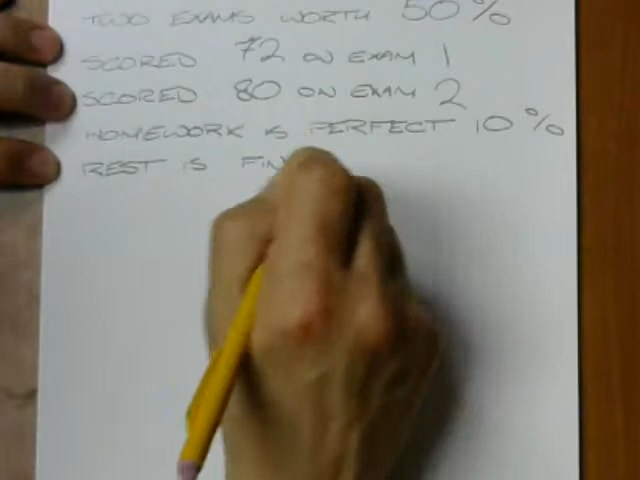 TWO EXAMS WORTH 50%
SCORED 72 ON EXAM 1
SCORED 80 ON EXAM 2
HOMEWORK IS PERFECT 10%
REST IS FIN